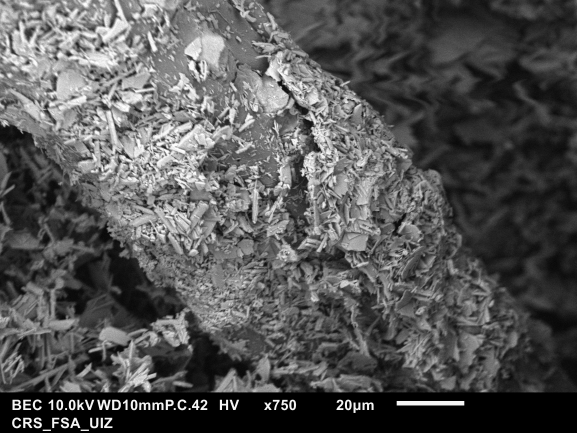 BEC 10.0kV WD10mmP.C.42 HV x750 20μm
CRS_FSA_UIZ